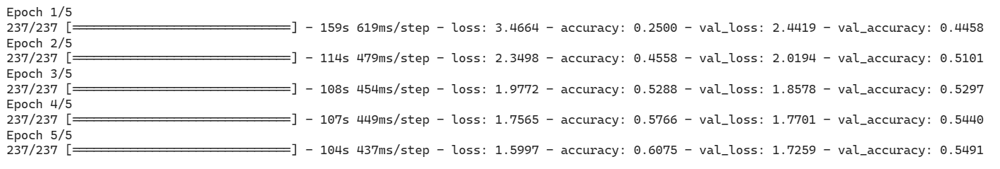 Epoch 1/5
237/237 [==============================] - 159s 619ms/step - loss: 3.4664 - accuracy: 0.2500 - val_loss: 2.4419 - val_accuracy: 0.4458
Epoch 2/5
237/237 [==============================] - 114s 479ms/step - loss: 2.3498 - accuracy: 0.4558 - val_loss: 2.0194 - val_accuracy: 0.5101
Epoch 3/5
237/237 [==============================] - 108s 454ms/step - loss: 1.9772 - accuracy: 0.5288 - val_loss: 1.8578 - val_accuracy: 0.5297
Epoch 4/5
237/237 [==============================] - 107s 449ms/step - loss: 1.7565 - accuracy: 0.5766 - val_loss: 1.7701 - val_accuracy: 0.5440
Epoch 5/5
237/237 [==============================] - 104s 437ms/step - loss: 1.5997 - accuracy: 0.6075 - val_loss: 1.7259 - val_accuracy: 0.5491